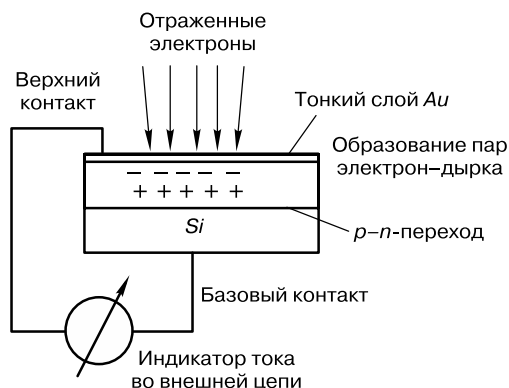 Отраженные
электроны
Верхний
контакт
Тонкий слой Au
Образование пар
электрон–дырка
– – – – –
+ + + + +
Si
p–n-переход
Базовый контакт
Индикатор тока
во внешней цепи